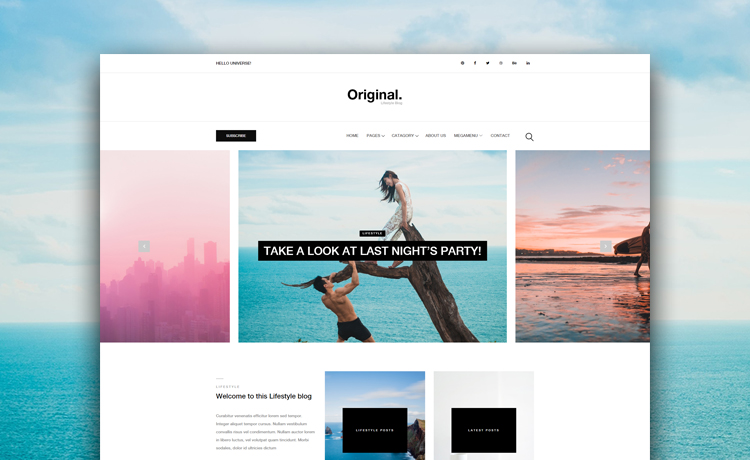 HELLO UNIVERSE!
Original.
Lifestyle Blog
SUBSCRIBE
HOME PAGES CATAGORY ABOUT US MEGAMENU CONTACT
LIFESTYLE
TAKE A LOOK AT LAST NIGHT'S PARTY!
LIFESTYLE
Welcome to this Lifestyle blog
Curabitur venenatis efficitur lorem sed tempor.
Integer aliquet tempor cursus. Nullam vestibulum
convallis risus vel condimentum. Nullam auctor lorem
in libero luctus, vel volutpat quam tincidunt. Morbi
sodales, dolor id ultricies dictum
LIFESTYLE POSTS
LATEST POSTS